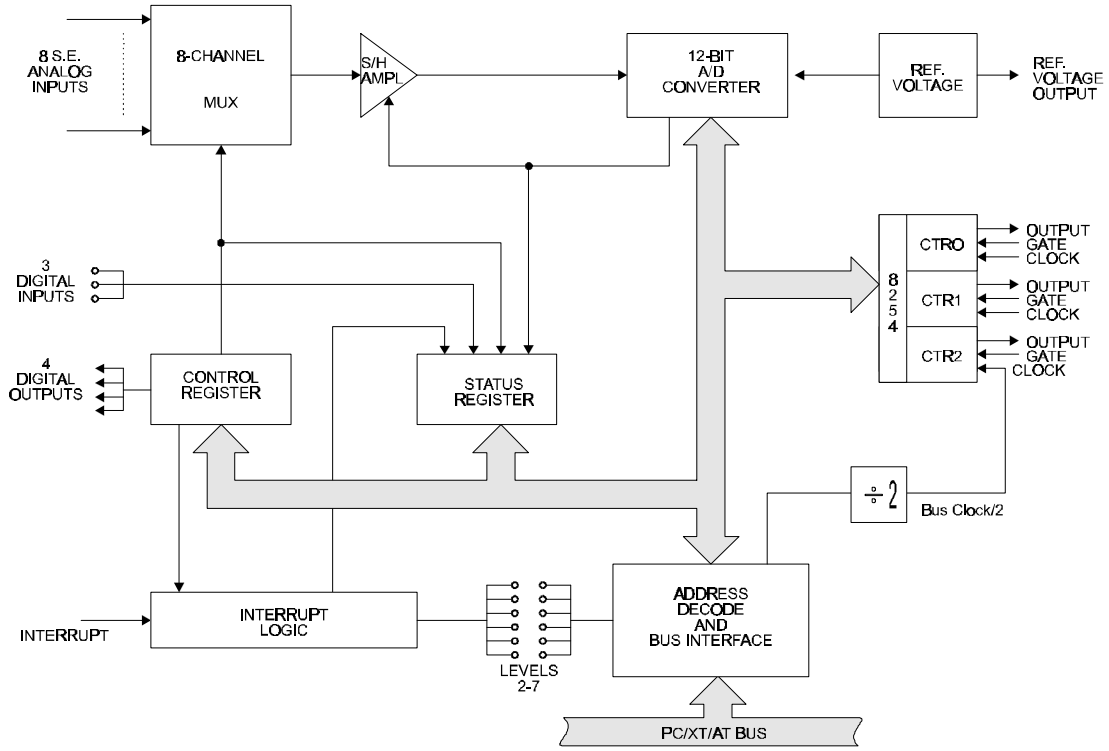 8 S.E.
ANALOG
INPUTS
8-CHANNEL
MUX
S/H
AMPL
12-BIT
A/D
CONVERTER
REF.
VOLTAGE
REF.
VOLTAGE
OUTPUT
3
DIGITAL
INPUTS
4
DIGITAL
OUTPUTS
CONTROL
REGISTER
STATUS
REGISTER
8
2
5
4
CTR0
OUTPUT
GATE
CLOCK
CTR1
OUTPUT
GATE
CLOCK
CTR2
OUTPUT
GATE
CLOCK
÷ 2
Bus Clock/2
INTERRUPT
INTERRUPT
LOGIC
LEVELS
2-7
ADDRESS
DECODE
AND
BUS INTERFACE
PC/XT/AT BUS